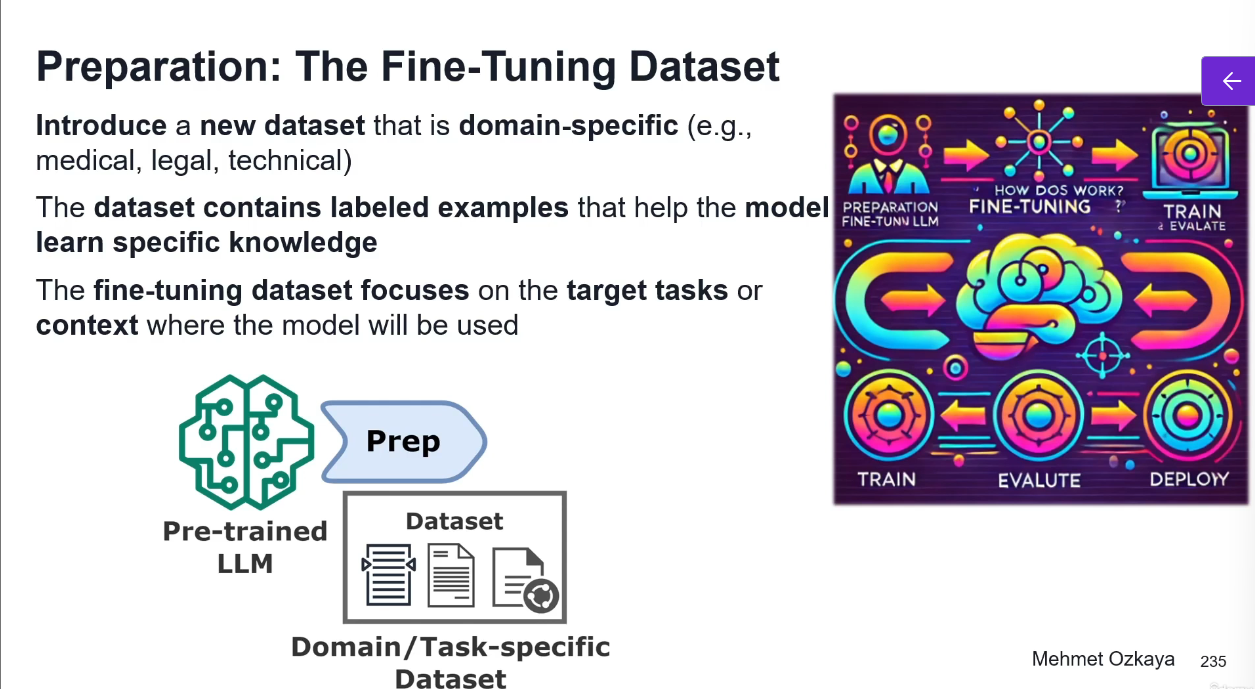 Preparation: The Fine-Tuning Dataset
Introduce a new dataset that is domain-specific (e.g.,
medical, legal, technical)
The dataset contains labeled examples that help the model
learn specific knowledge
The fine-tuning dataset focuses on the target tasks or
context where the model will be used
Prep
Pre-trained
LLM
Dataset
Domain/Task-specific
Dataset
PREPARATION
FINE-TUNN LLM
HOW DOS WORK?
FINE-TUNING ?
TRAIN
& EVALATE
TRAIN
EVALUTE
DEPLOYY
Mehmet Ozkaya
235